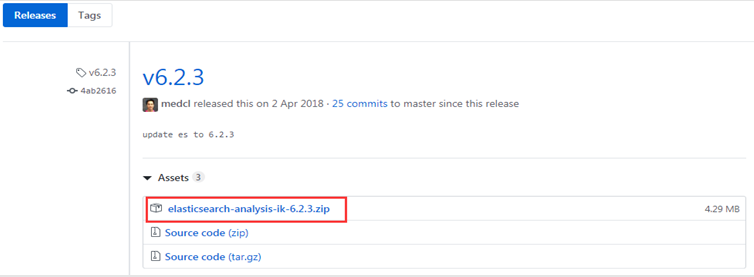 Releases Tags
v6.2.3
4ab2616
v6.2.3
medcl released this on 2 Apr 2018 · 25 commits to master since this release
update es to 6.2.3
Assets 3
elasticsearch-analysis-ik-6.2.3.zip 4.29 MB
Source code (zip)
Source code (tar.gz)